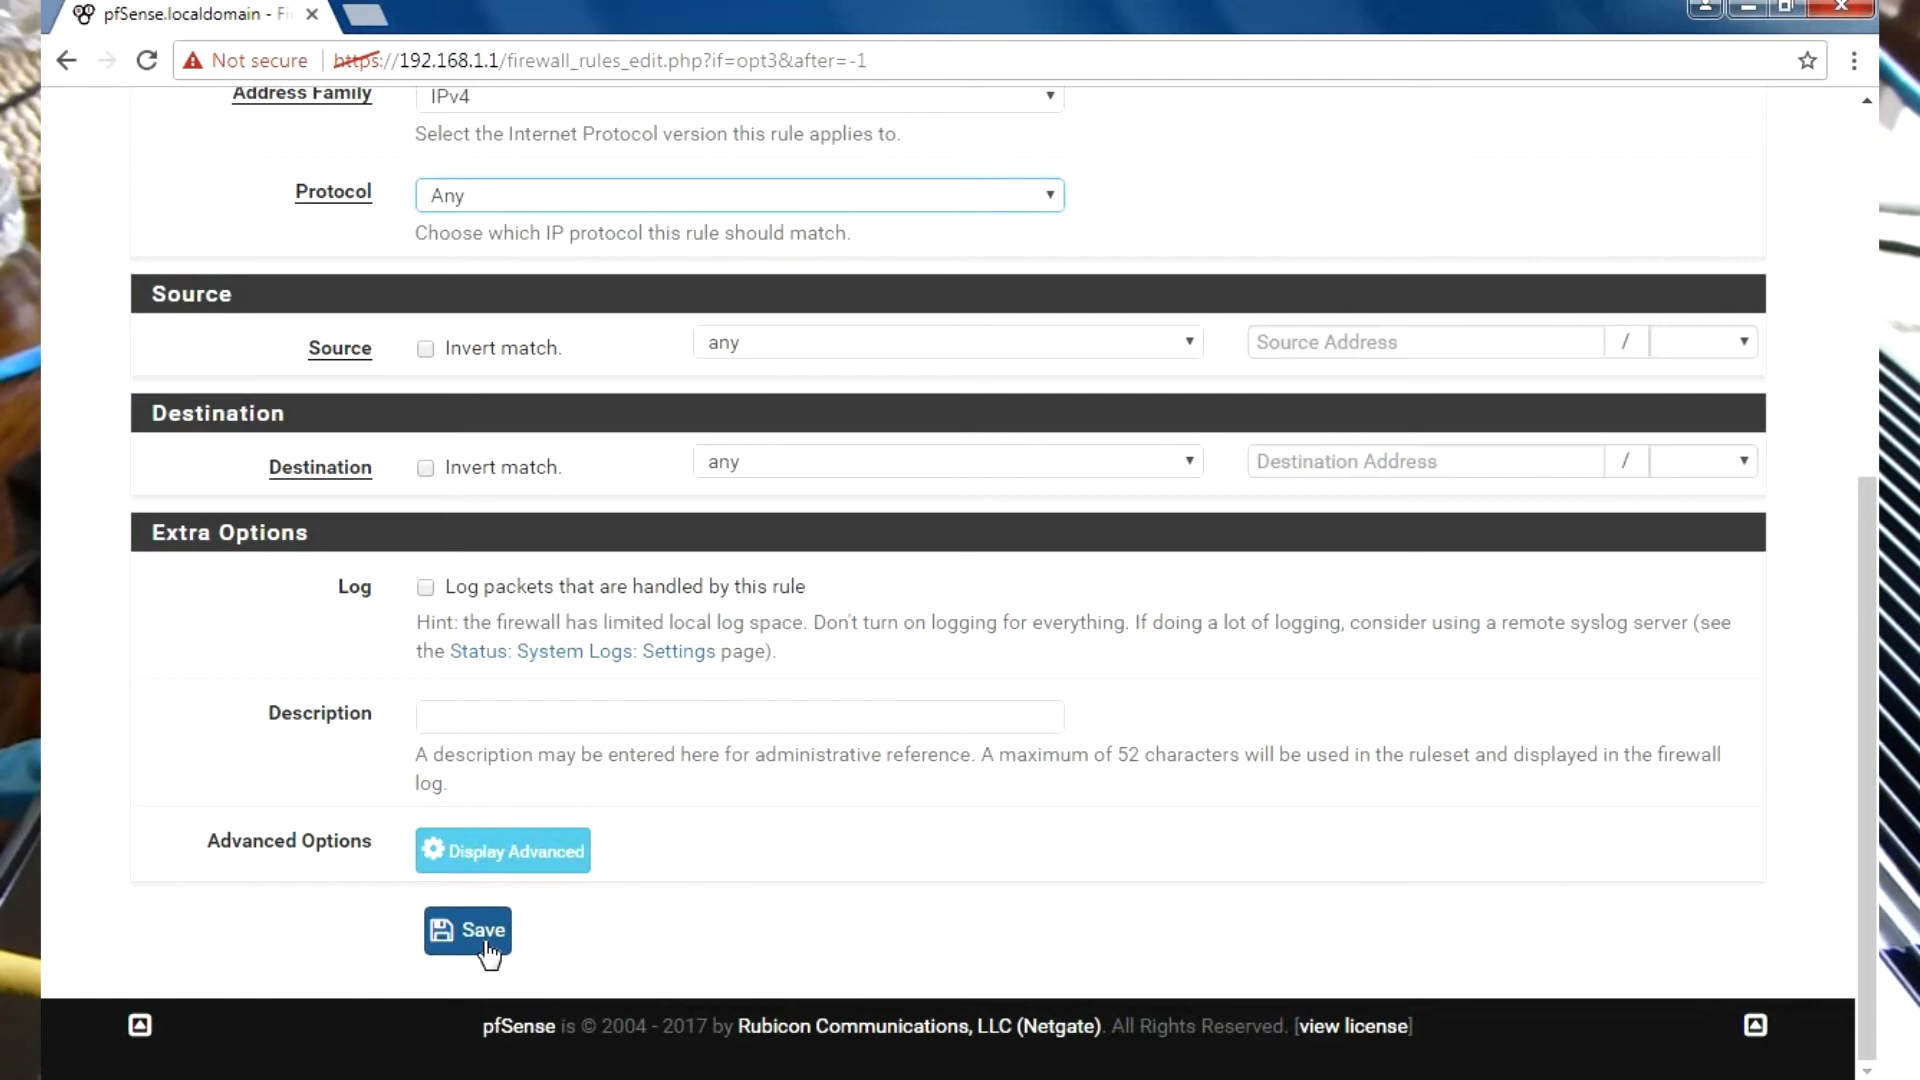 pfSense.localdomain - Fi
Not secure https://192.168.1.1/firewall_rules_edit.php?if=opt3&after=-1
Address Family IPv4
Select the Internet Protocol version this rule applies to.
Protocol Any
Choose which IP protocol this rule should match.
Source
Source Invert match. any Source Address /
Destination
Destination Invert match. any Destination Address /
Extra Options
Log Log packets that are handled by this rule
Hint: the firewall has limited local log space. Don't turn on logging for everything. If doing a lot of logging, consider using a remote syslog server (see
the Status: System Logs: Settings page).
Description
A description may be entered here for administrative reference. A maximum of 52 characters will be used in the ruleset and displayed in the firewall
log.
Advanced Options Display Advanced
Save
pfSense is © 2004 - 2017 by Rubicon Communications, LLC (Netgate). All Rights Reserved. [view license]